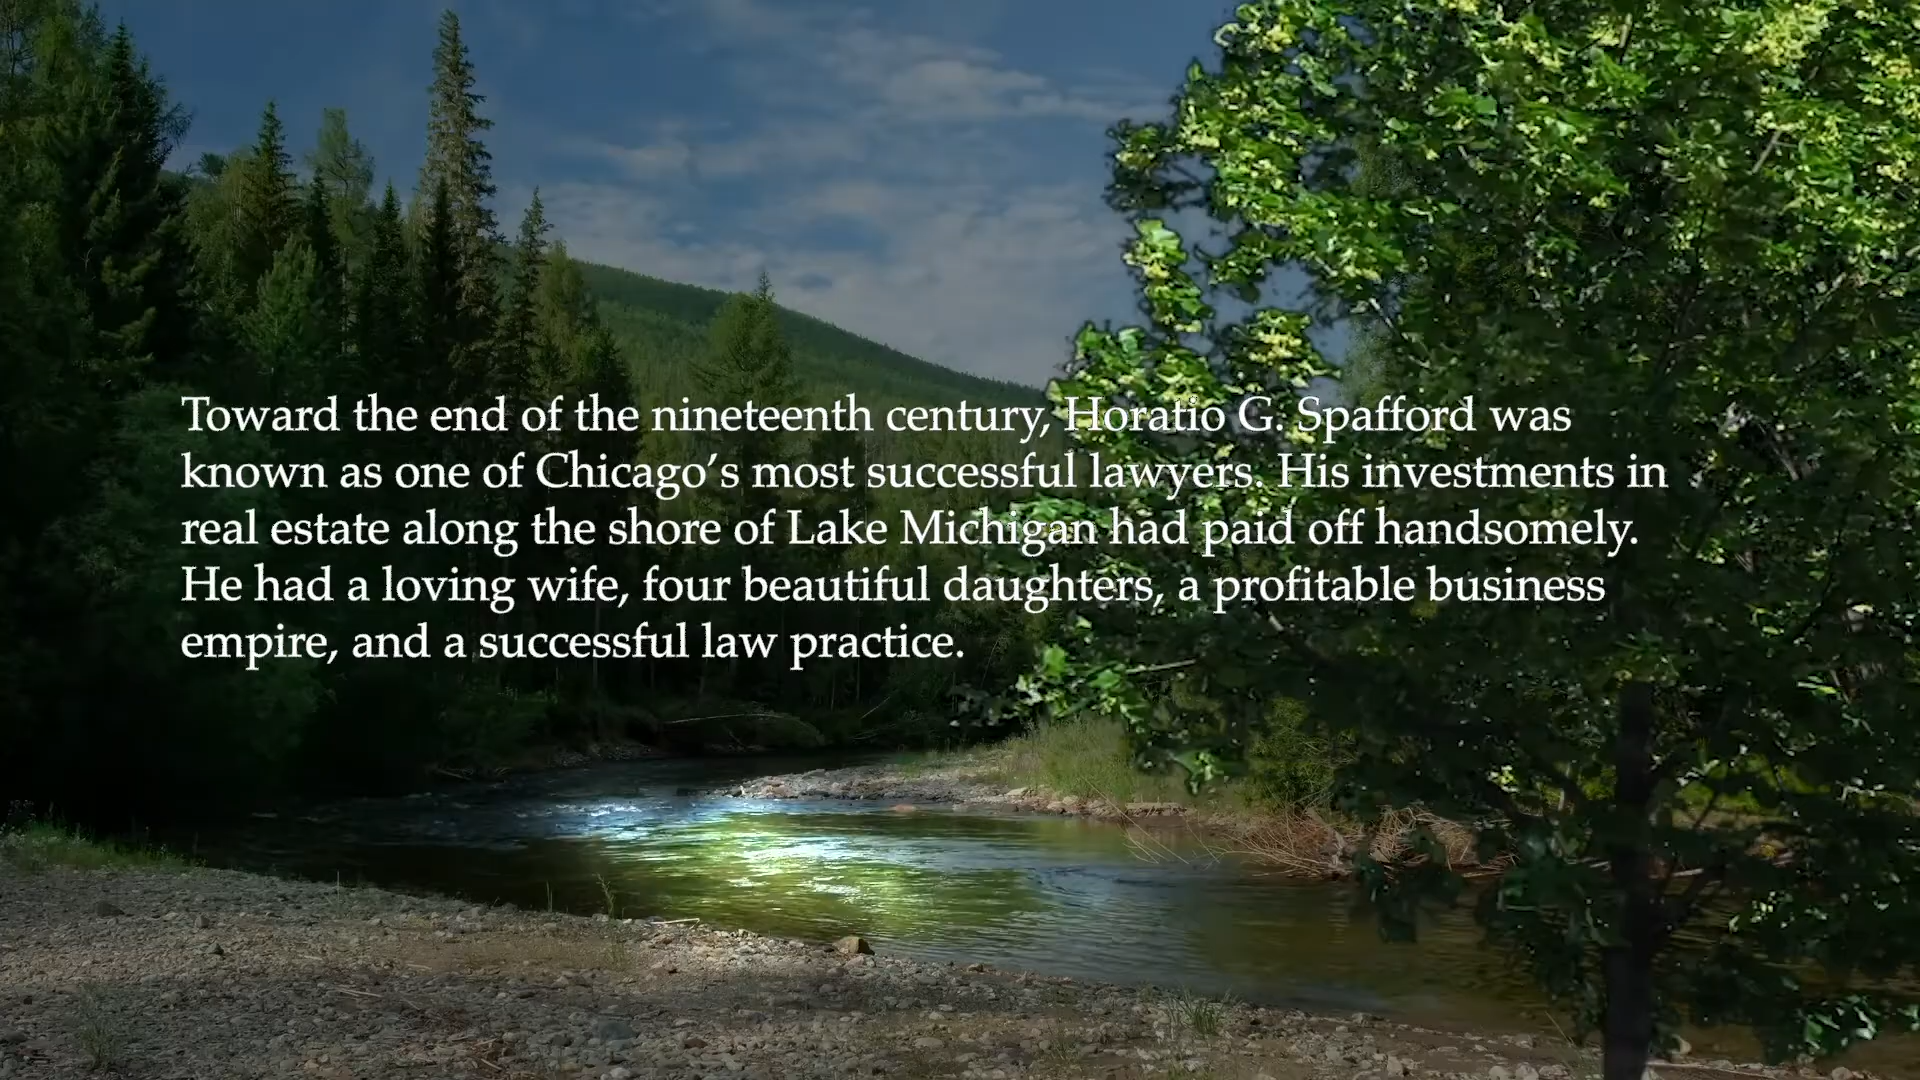 Toward the end of the nineteenth century, Horatio G. Spafford was
known as one of Chicago’s most successful lawyers. His investments in
real estate along the shore of Lake Michigan had paid off handsomely.
He had a loving wife, four beautiful daughters, a profitable business
empire, and a successful law practice.